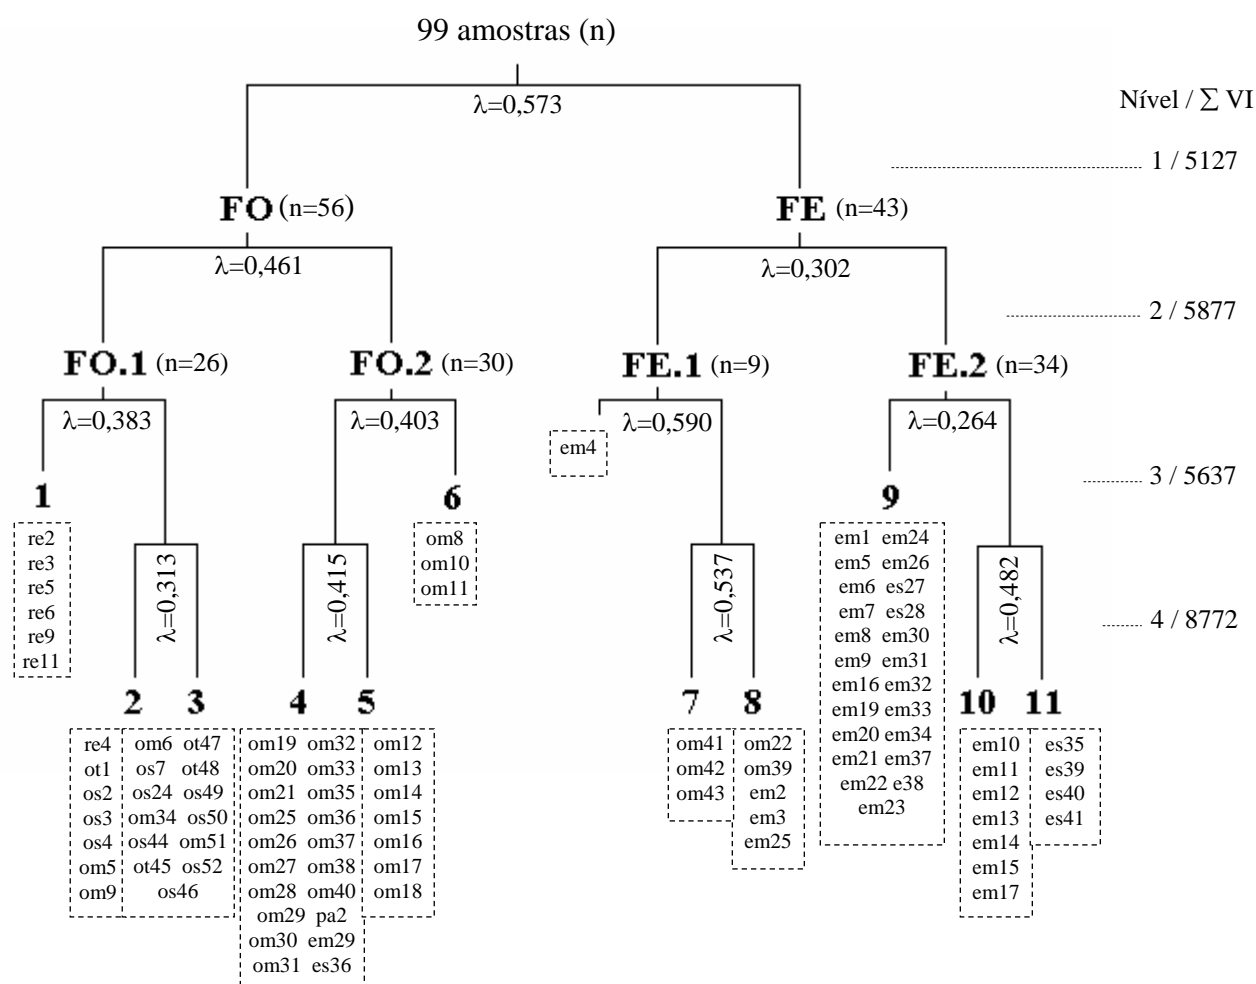 99 amostras (n)
λ=0,573
Nível / ∑ VI
1 / 5127
FO (n=56)
FE (n=43)
λ=0,461
λ=0,302
2 / 5877
FO.1 (n=26)
FO.2 (n=30)
FE.1 (n=9)
FE.2 (n=34)
λ=0,383
λ=0,403
λ=0,590
λ=0,264
em4
3 / 5637
1
re2
re3
re5
re6
re9
re11
6
om8
om10
om11
9
em1 em24
em5 em26
em6 es27
em7 es28
em8 em30
em9 em31
em16 em32
em19 em33
em20 em34
em21 em37
em22 e38
em23
λ=0,313
λ=0,415
λ=0,537
λ=0,482
4 / 8772
2
re4
ot1
os2
os3
os4
om5
om9
3
om6 ot47
os7 ot48
os24 os49
om34 os50
os44 om51
ot45 os52
os46
4
om19 om32
om20 om33
om21 om35
om25 om36
om26 om37
om27 om38
om28 om40
om29 pa2
om30 em29
om31 es36
5
om12
om13
om14
om15
om16
om17
om18
7
om41
om42
om43
8
om22
om39
em2
em3
em25
10
em10
em11
em12
em13
em14
em15
em17
11
es35
es39
es40
es41